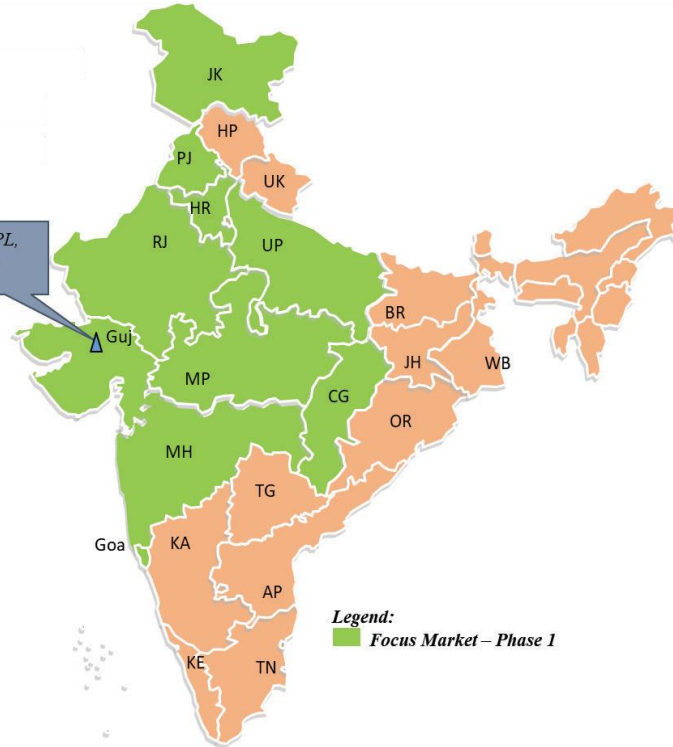 JK
HP
PJ
UK
HR
RJ
UP
PL,
BR
Guj
JH
WB
MP
CG
OR
MH
TG
Goa
KA
AP
Legend:
Focus Market – Phase 1
KE
TN